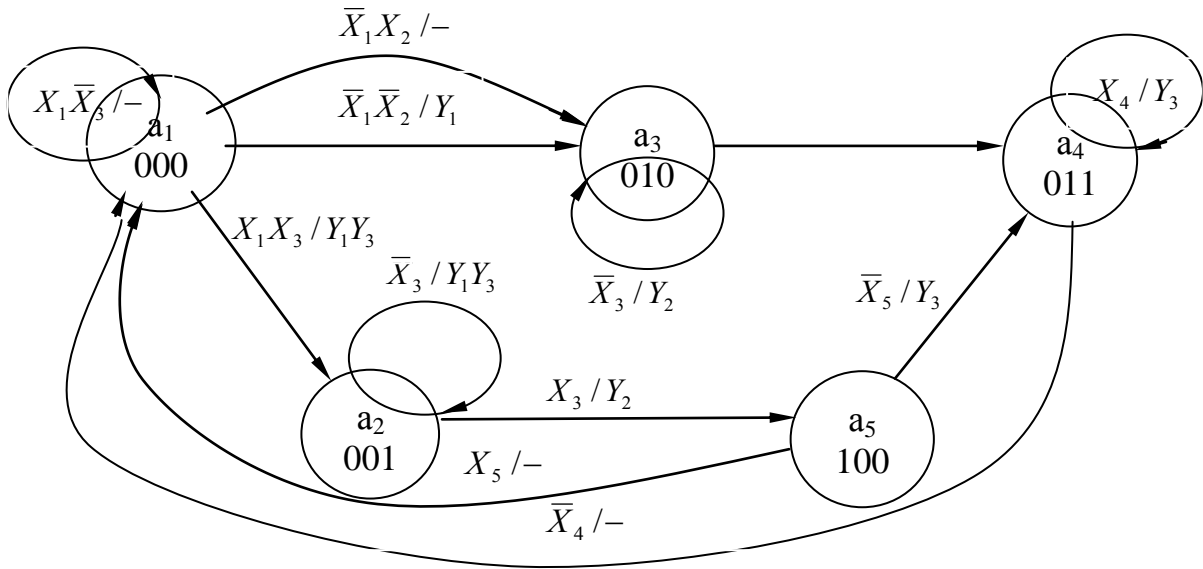 X̅₁X₂ / –
X₁X̅₃ / –
X̅₁X̅₂ / Y₁
X₄ / Y₃
a₁
000
a₃
010
a₄
011
X₁X₃ / Y₁Y₃
X̅₃ / Y₁Y₃
X̅₃ / Y₂
X̅₅ / Y₃
X₃ / Y₂
a₂
001
a₅
100
X₅ / –
X̅₄ / –